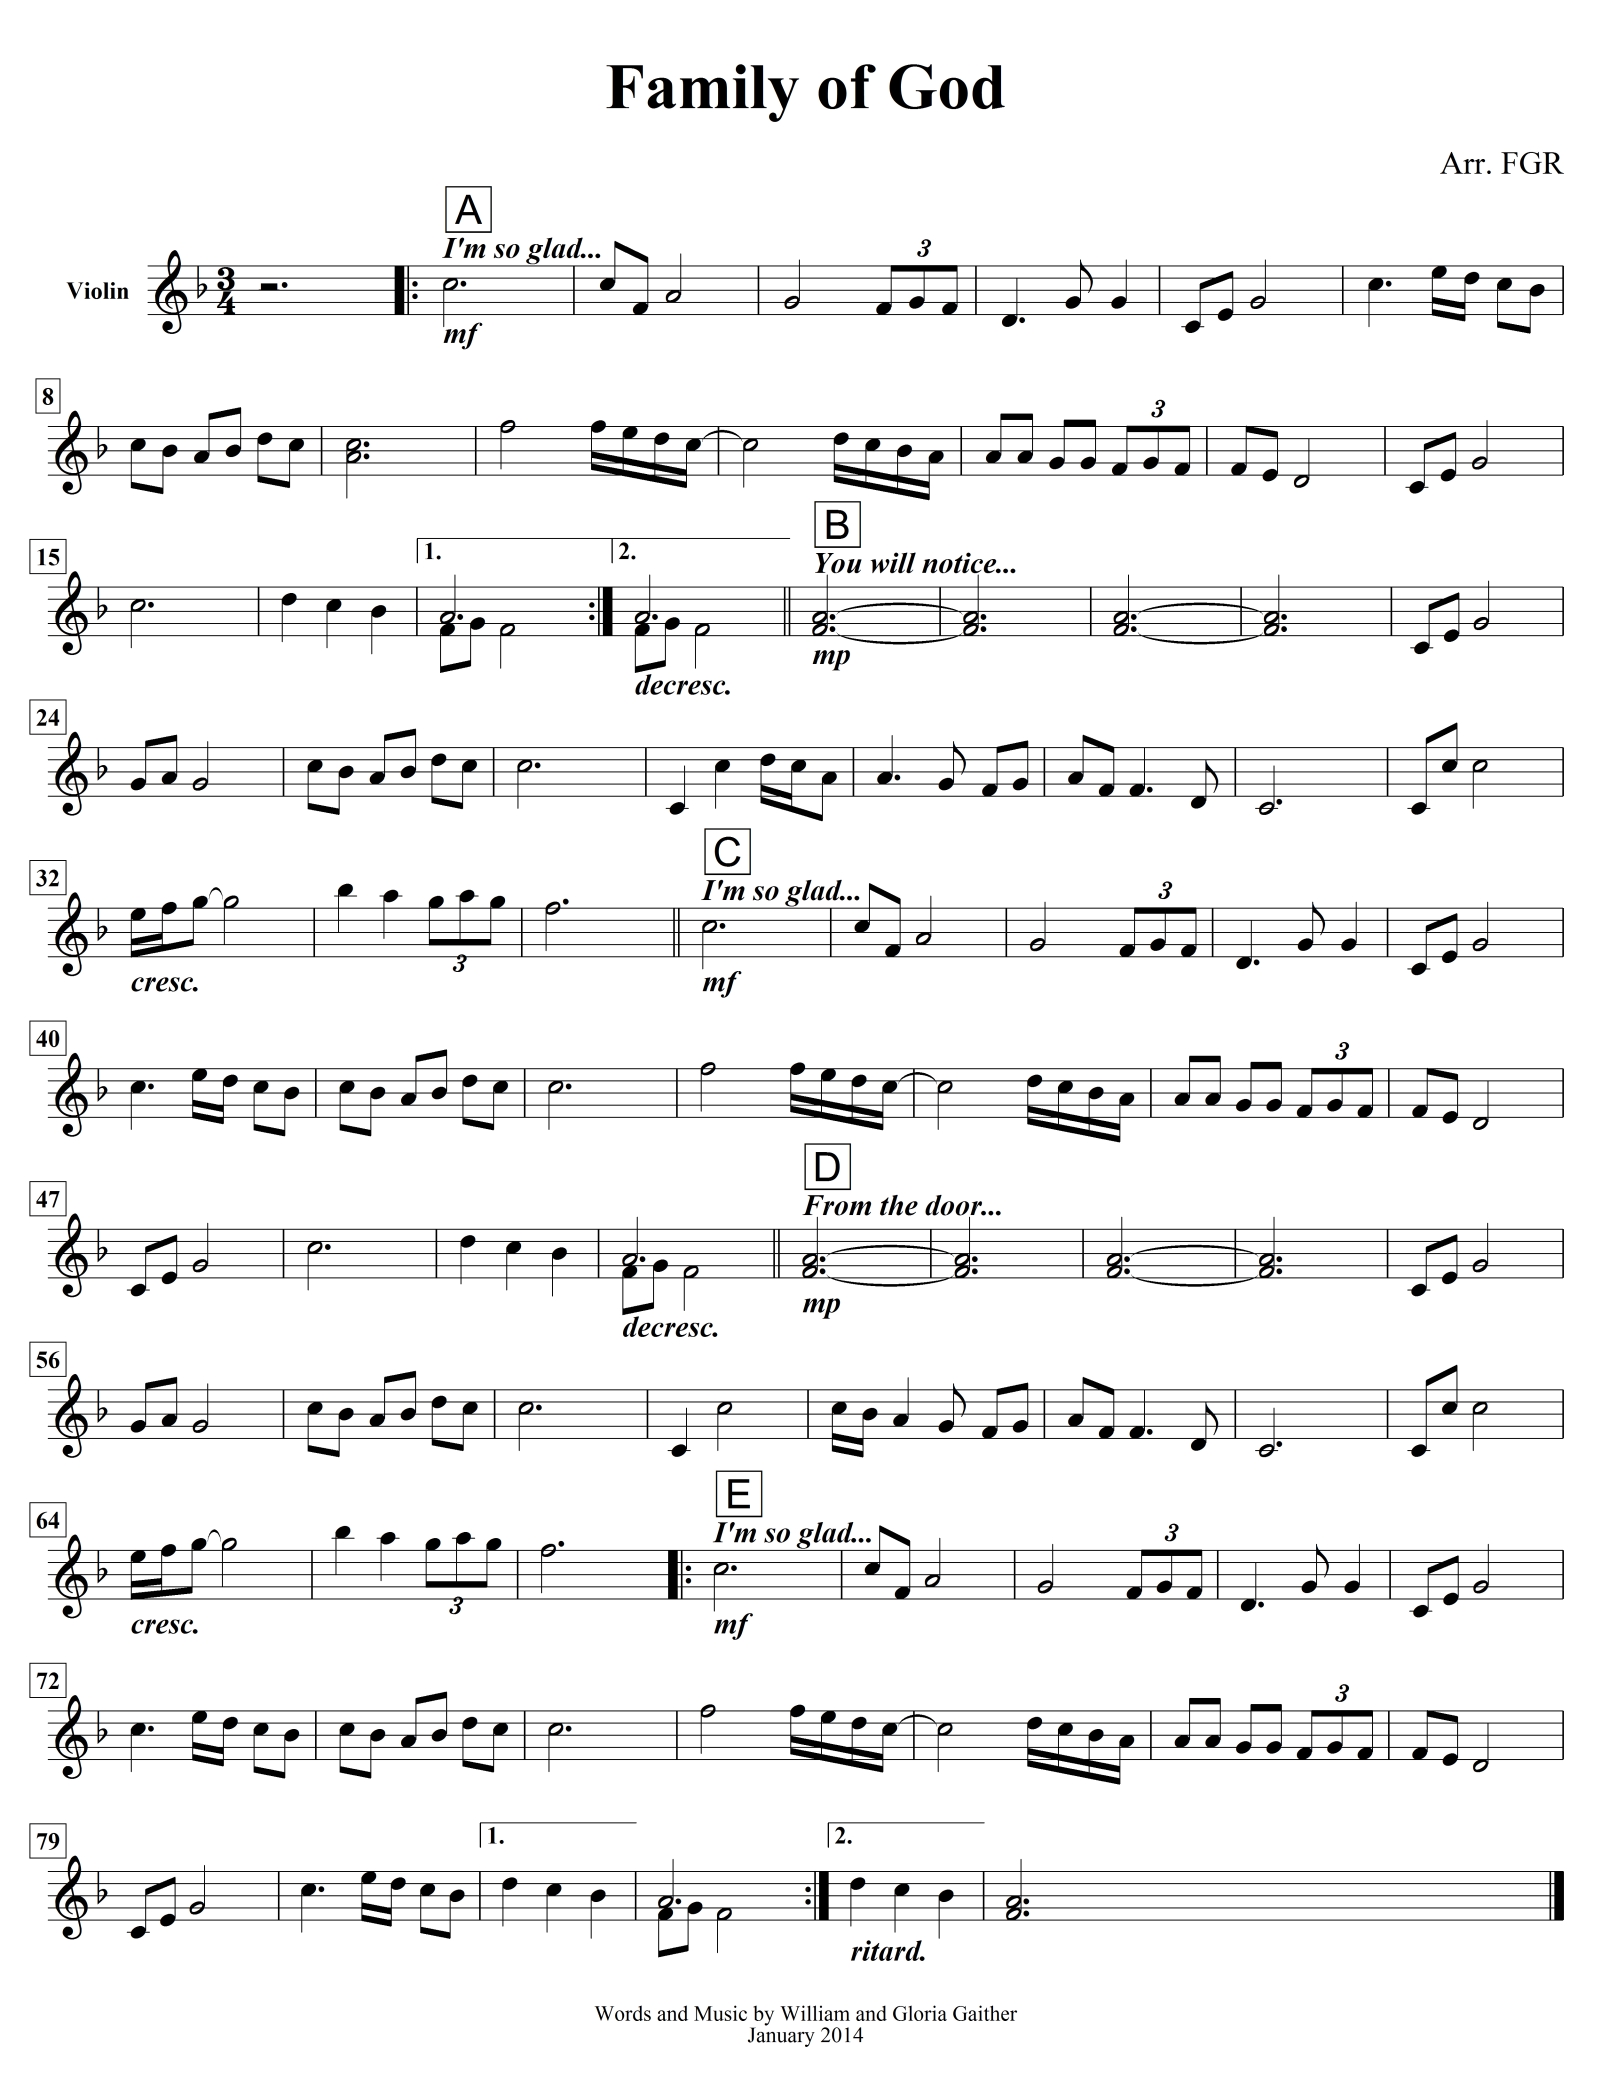 Family of God
Arr. FGR
A
I'm so glad...
3
Violin
3
4
mf
8
3
B
15
1.
2.
You will notice...
mp
decresc.
24
C
32
I'm so glad...
3
3
cresc.
mf
40
3
D
47
From the door...
mp
decresc.
56
E
64
I'm so glad...
3
3
cresc.
mf
72
3
79
1.
2.
ritard.
Words and Music by William and Gloria Gaither
January 2014